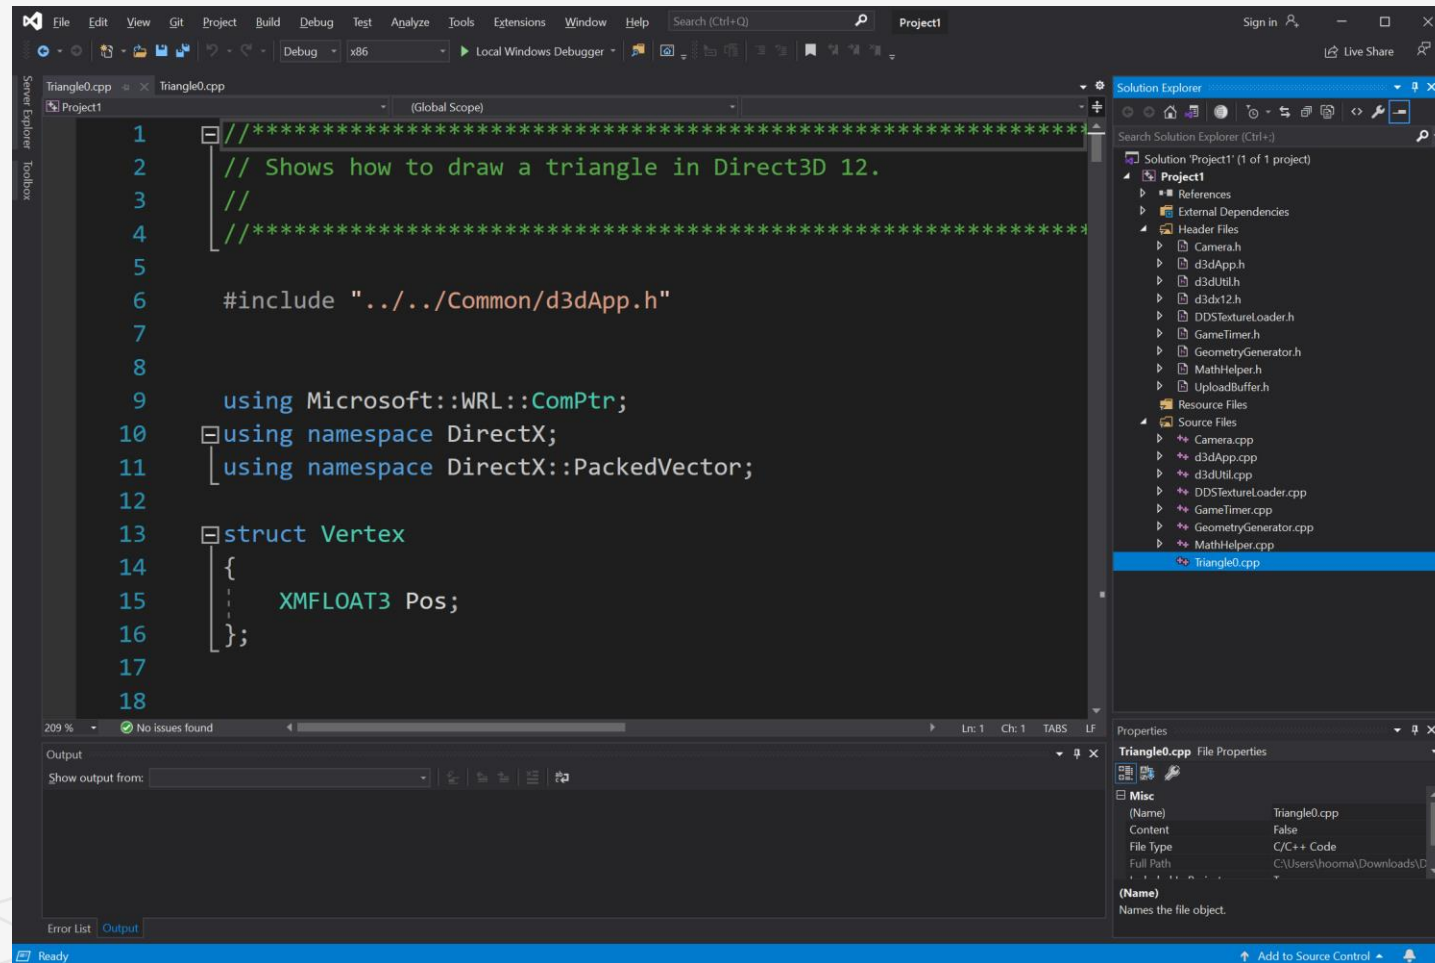 File Edit View Git Project Build Debug Test Analyze Tools Extensions Window Help Search (Ctrl+Q) Project1 Sign in
Debug x86 Local Windows Debugger Live Share
Server Explorer
Toolbox
Triangle0.cpp Triangle0.cpp
Project1 (Global Scope)
1 //************************************************************
2 // Shows how to draw a triangle in Direct3D 12.
3 //
4 //************************************************************
5
6 #include "../../Common/d3dApp.h"
7
8
9 using Microsoft::WRL::ComPtr;
10 using namespace DirectX;
11 using namespace DirectX::PackedVector;
12
13 struct Vertex
14 {
15 XMFLOAT3 Pos;
16 };
17
18
209 % No issues found Ln: 1 Ch: 1 TABS LF
Output
Show output from:
Error List Output
Solution Explorer
Search Solution Explorer (Ctrl+;)
Solution 'Project1' (1 of 1 project)
Project1
References
External Dependencies
Header Files
Camera.h
d3dApp.h
d3dUtil.h
d3dx12.h
DDSTextureLoader.h
GameTimer.h
GeometryGenerator.h
MathHelper.h
UploadBuffer.h
Resource Files
Source Files
Camera.cpp
d3dApp.cpp
d3dUtil.cpp
DDSTextureLoader.cpp
GameTimer.cpp
GeometryGenerator.cpp
MathHelper.cpp
Triangle0.cpp
Properties
Triangle0.cpp File Properties
Misc
(Name) Triangle0.cpp
Content False
File Type C/C++ Code
Full Path C:\Users\hooma\Downloads\D
(Name)
Names the file object.
Ready Add to Source Control